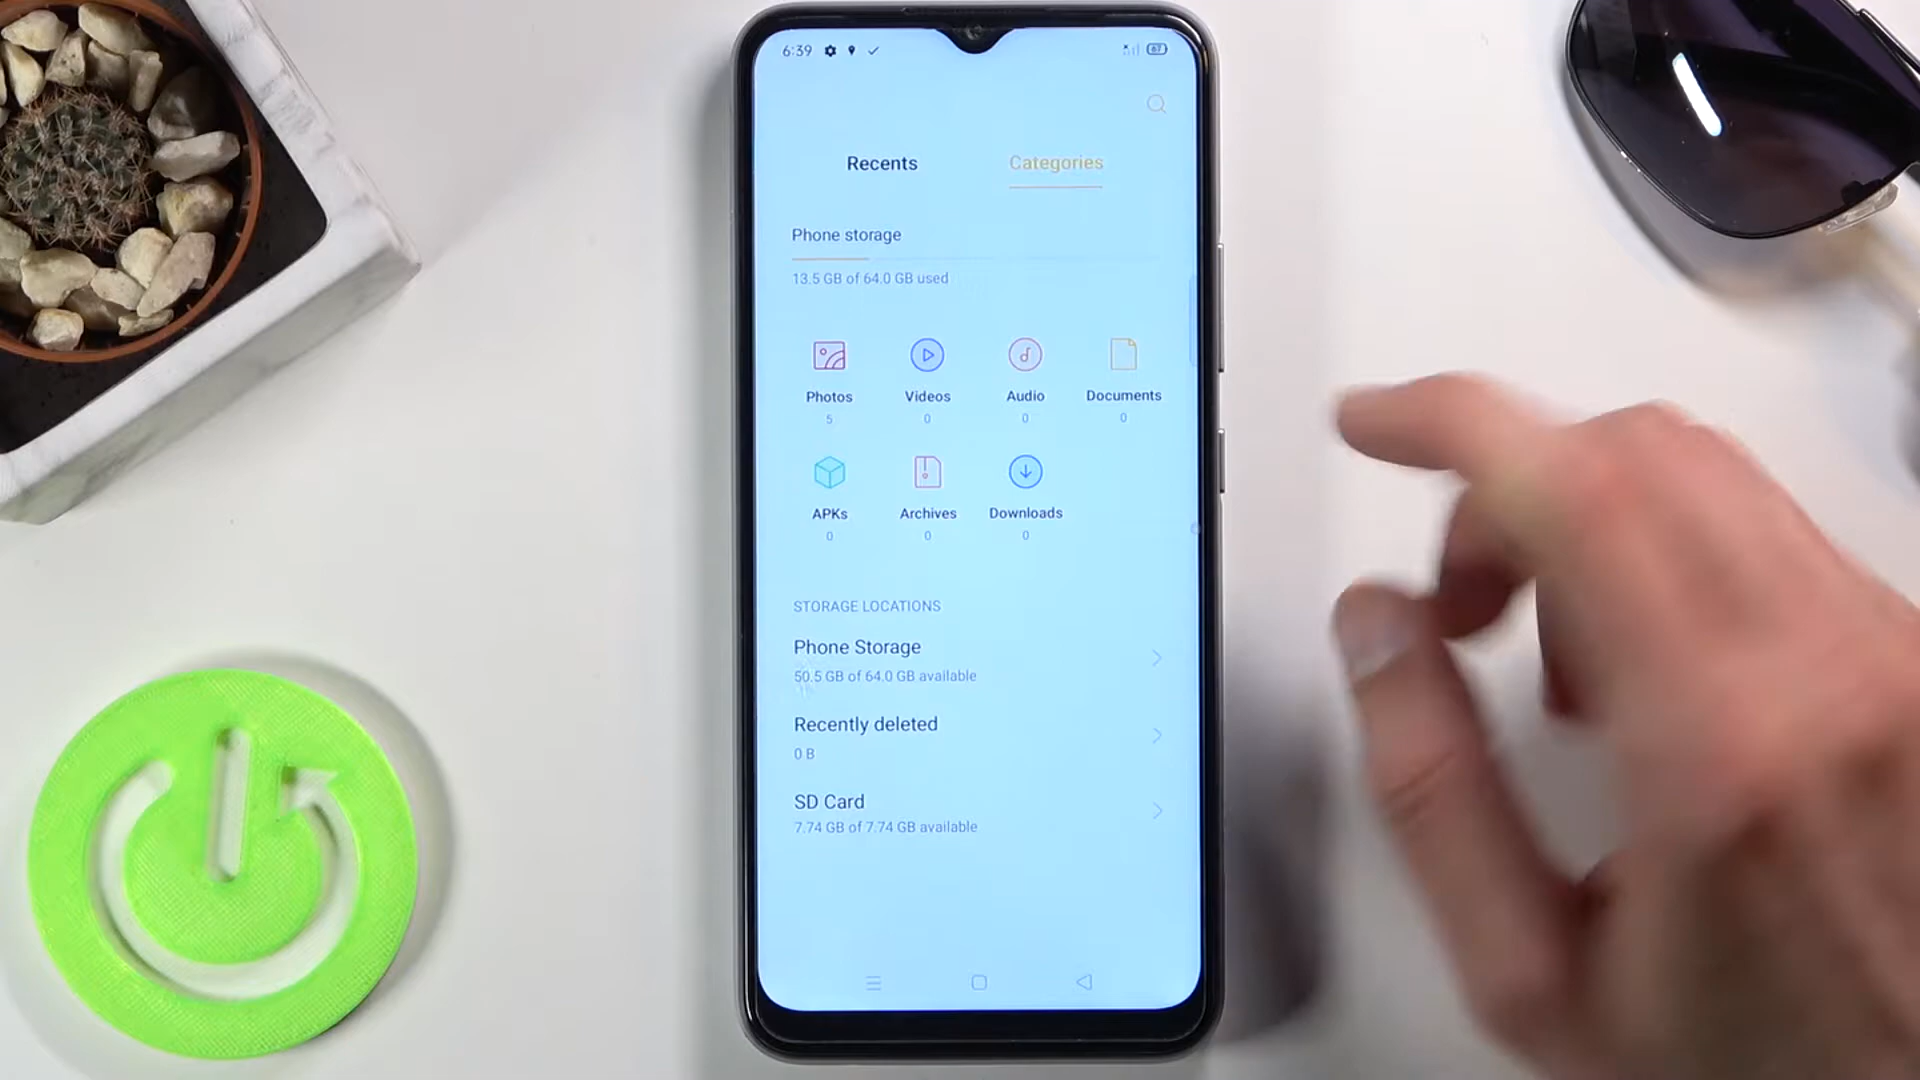 6:39
67
Recents
Categories
Phone storage
13.5 GB of 64.0 GB used
Photos
Videos
Audio
Documents
5
0
0
0
APKs
Archives
Downloads
0
0
0
STORAGE LOCATIONS
Phone Storage
50.5 GB of 64.0 GB available
Recently deleted
0 B
SD Card
7.74 GB of 7.74 GB available